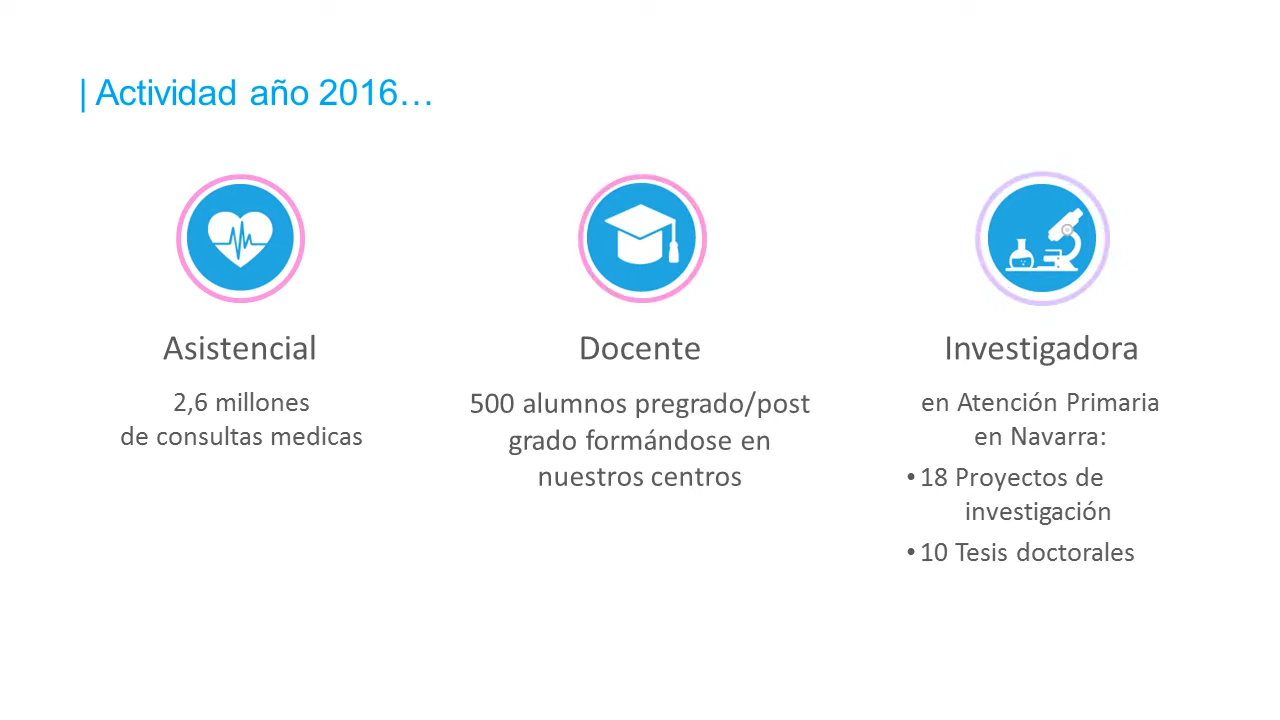 | Actividad año 2016…
Asistencial
2,6 millones
de consultas medicas
Docente
500 alumnos pregrado/post
grado formándose en
nuestros centros
Investigadora
en Atención Primaria
en Navarra:
• 18 Proyectos de
investigación
• 10 Tesis doctorales